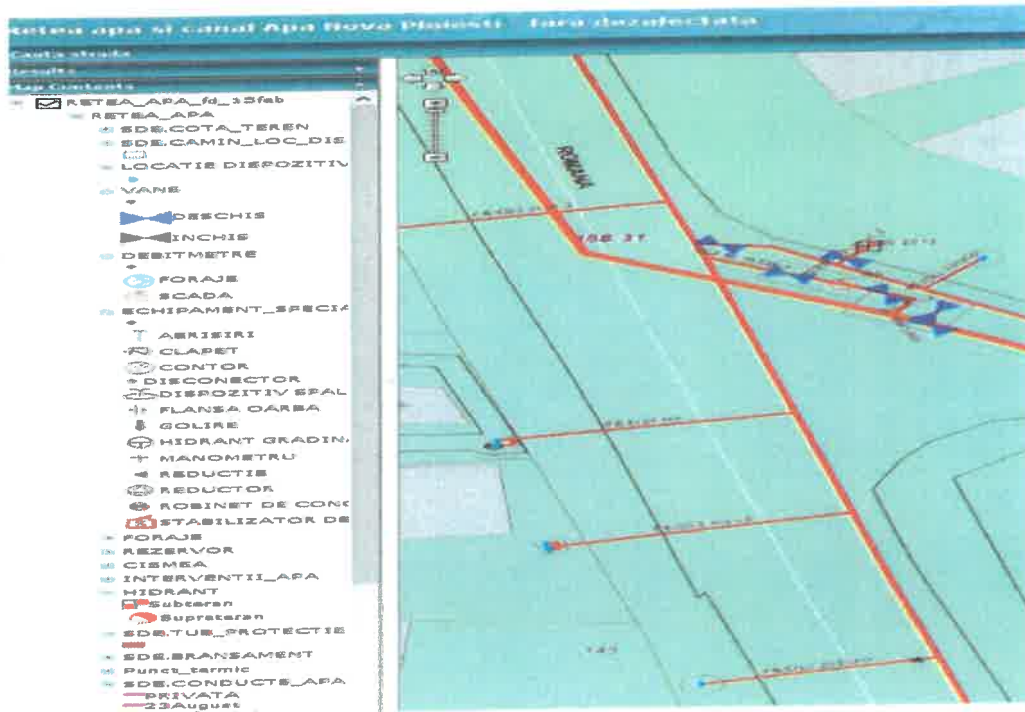 Retea apa si canal Apa Nova Ploiesti fara dezafectata
Cauta strada
Results
Map Contents
RETEA_APA_fd_15feb
RETEA_APA
SDE.COTA_TEREN
SDE.CAMIN_LOC_DIS
LOCATIE DISPOZITIV
VANE
DESCHIS
INCHIS
DEBITMETRE
FORAJE
SCADA
ECHIPAMENT_SPECIA
AERISIRI
CLAPET
CONTOR
DISCONECTOR
DISPOZITIV SPAL
FLANSA OARBA
GOLIRE
HIDRANT GRADIN
MANOMETRU
REDUCTIE
REDUCTOR
ROBINET DE CONC
STABILIZATOR DE
FORAJE
REZERVOR
CISMEA
INTERVENTII_APA
HIDRANT
Subteran
Suprateran
SDE.TUB_PROTECTIE
SDE.BRANSAMENT
Punct_termic
SDE.CONDUCTE_APA
PRIVATA
23August
ROMANA